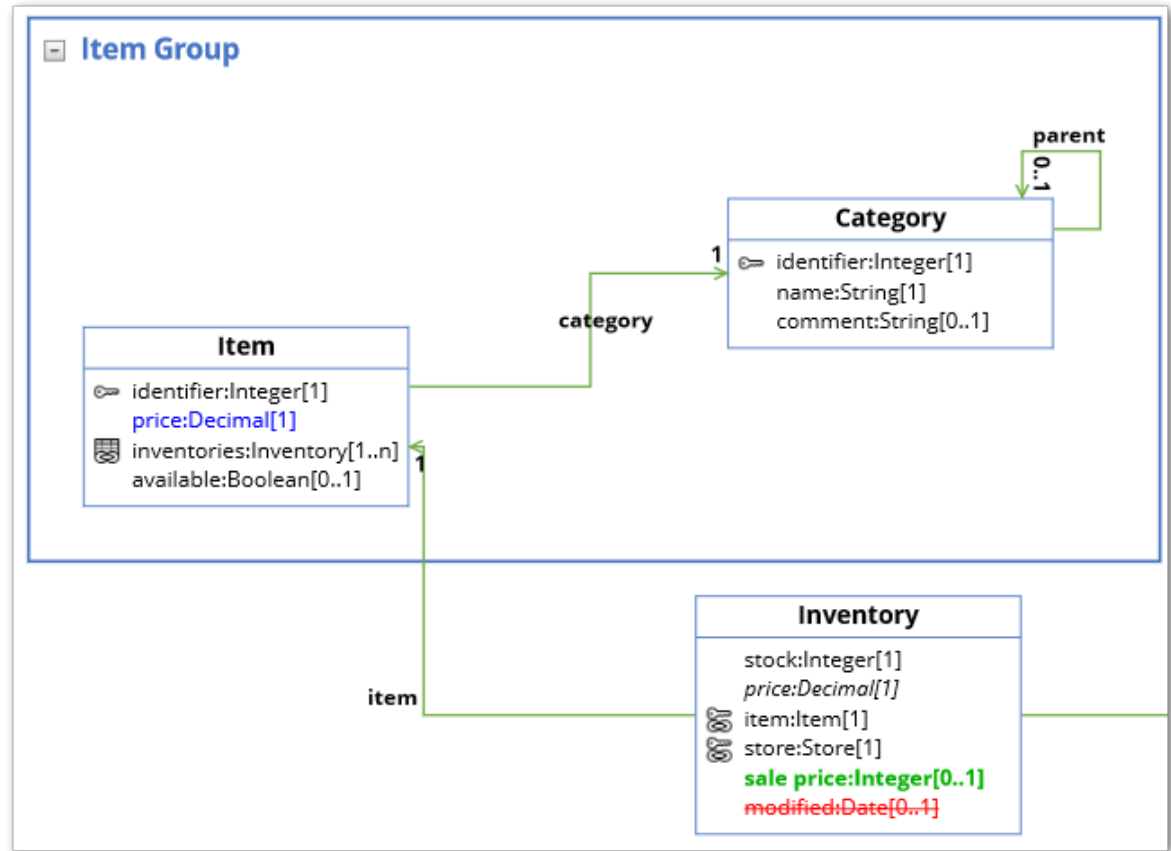 Item Group
parent
0..1
Category
identifier:Integer[1]
name:String[1]
comment:String[0..1]
1
category
Item
identifier:Integer[1]
price:Decimal[1]
inventories:Inventory[1..n]
available:Boolean[0..1]
1
item
Inventory
stock:Integer[1]
price:Decimal[1]
item:Item[1]
store:Store[1]
sale price:Integer[0..1]
modified:Date[0..1]